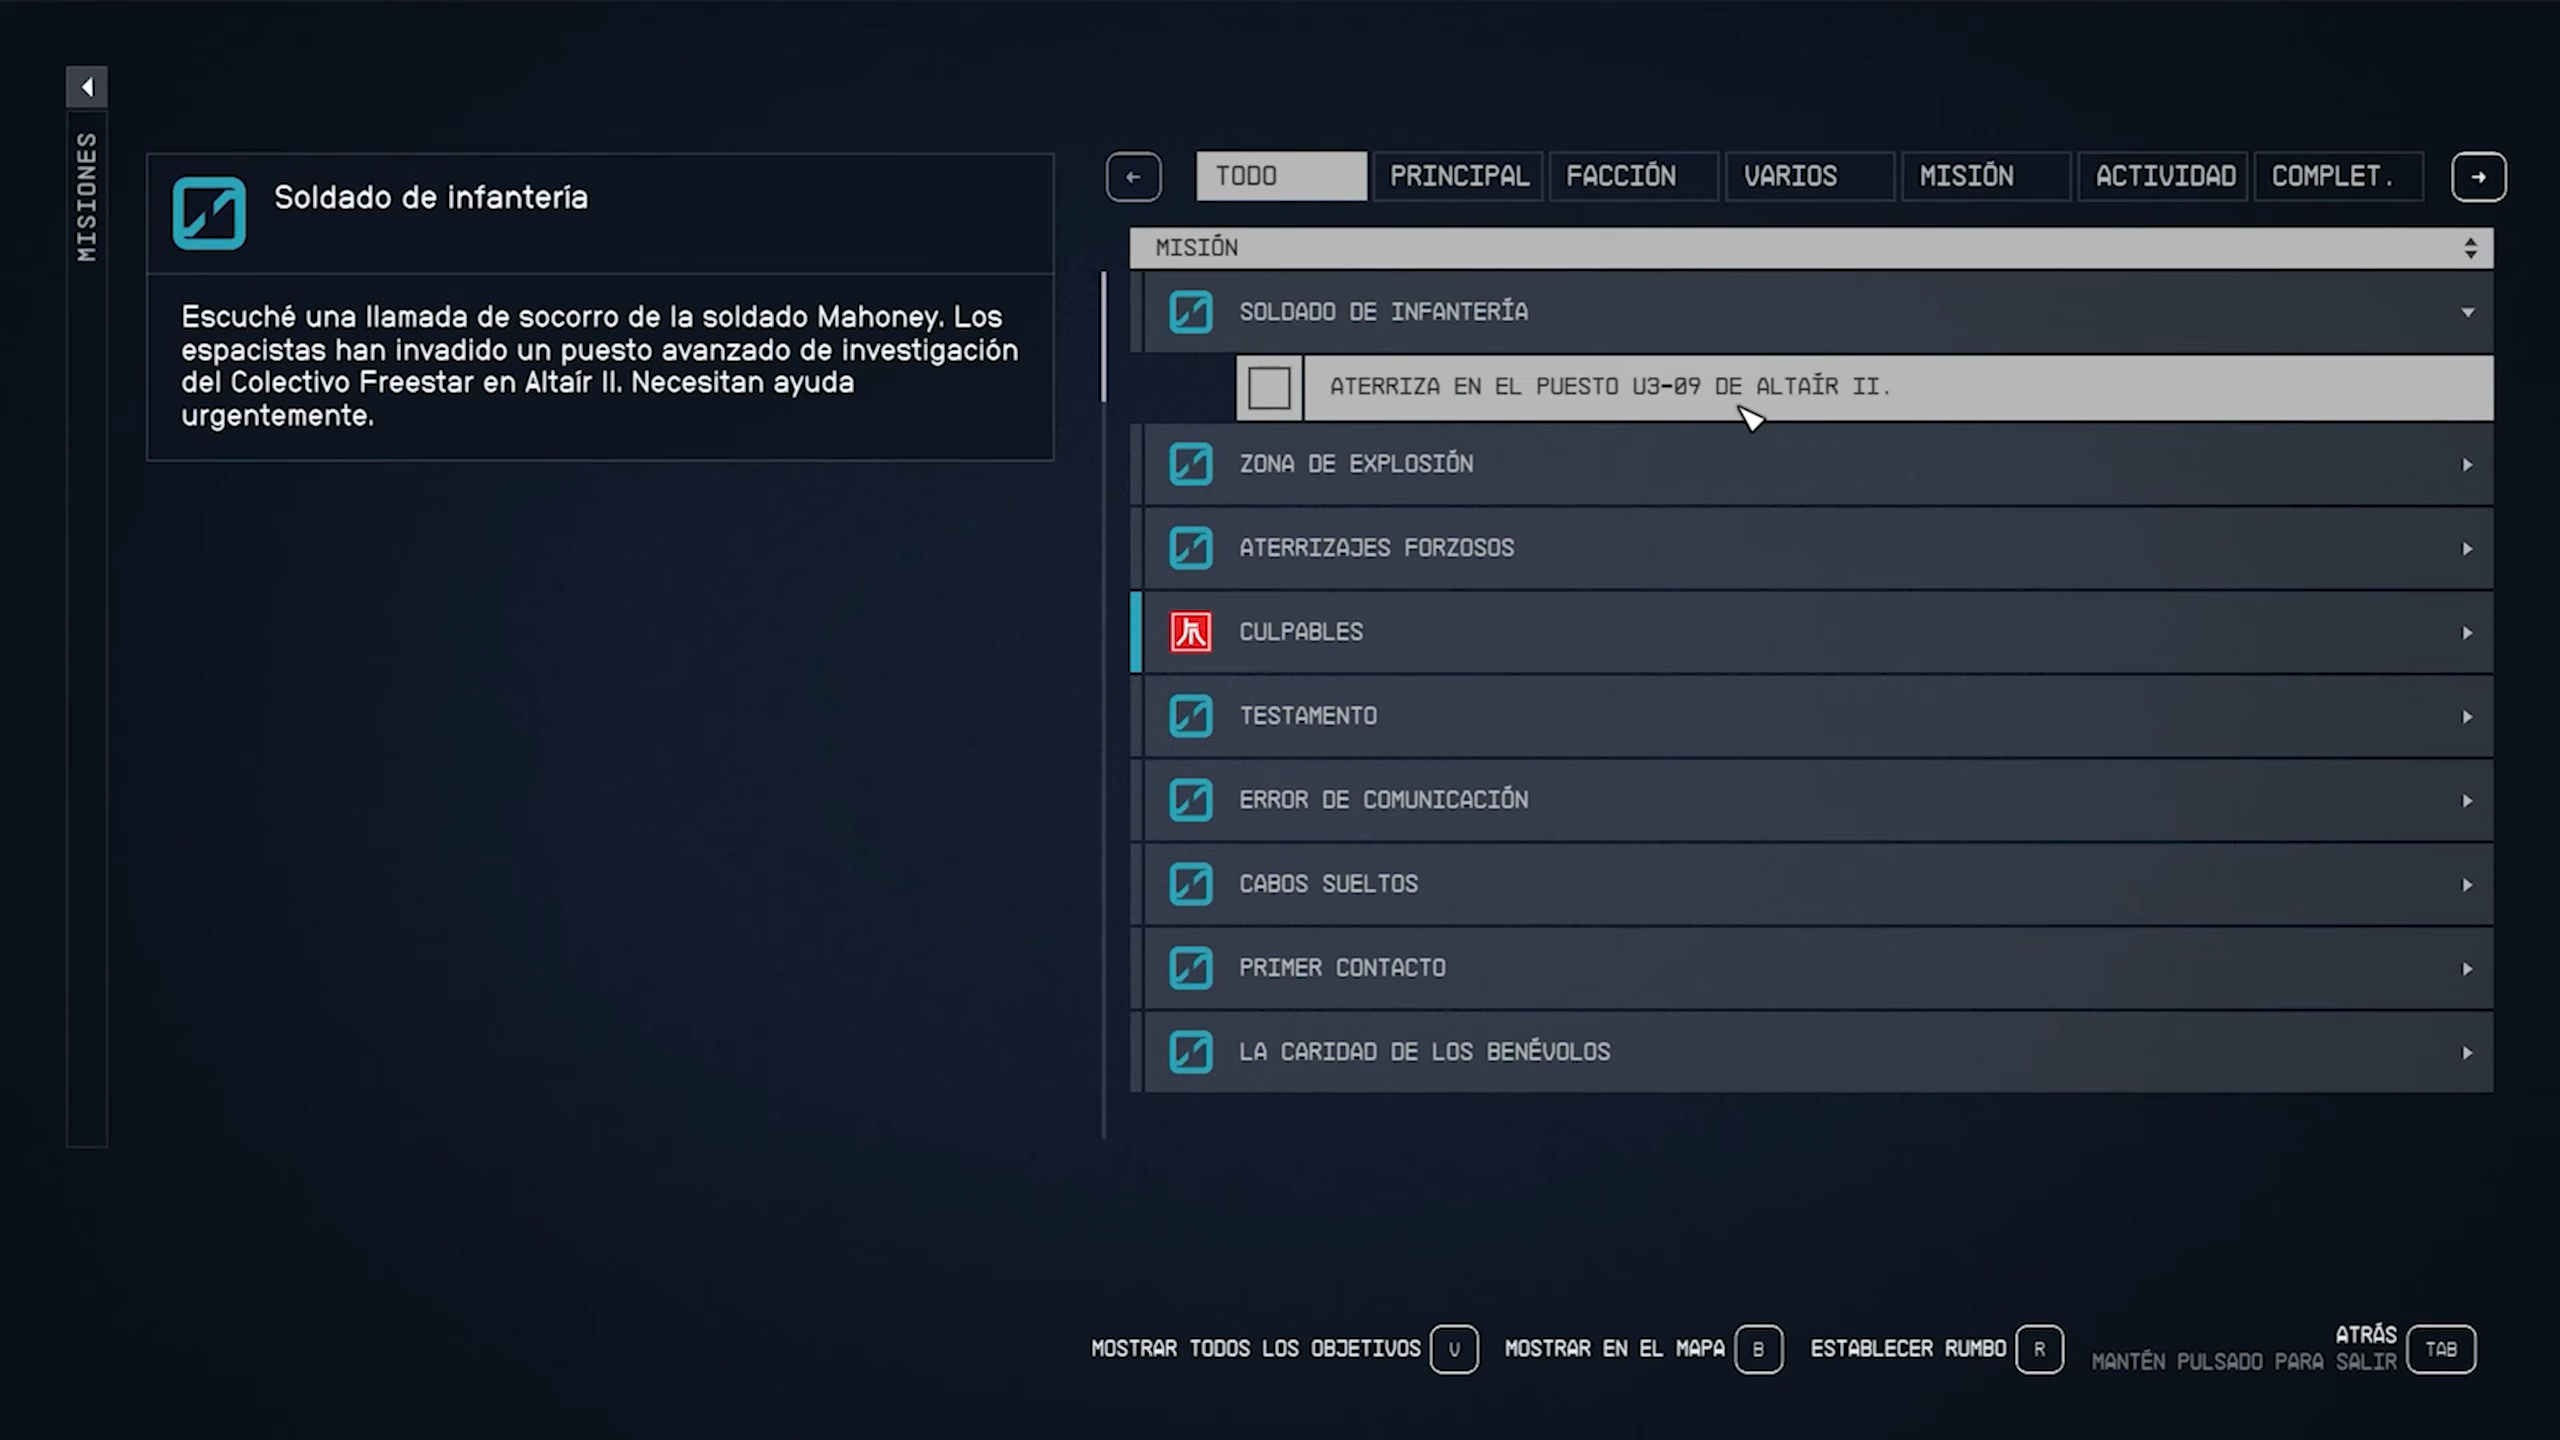 MISIONES
Soldado de infantería
Escuché una llamada de socorro de la soldado Mahoney. Los
espacistas han invadido un puesto avanzado de investigación
del Colectivo Freestar en Altaír II. Necesitan ayuda
urgentemente.
TODO PRINCIPAL FACCIÓN VARIOS MISIÓN ACTIVIDAD COMPLET.
MISIÓN
SOLDADO DE INFANTERÍA
ATERRIZA EN EL PUESTO U3-09 DE ALTAÍR II.
ZONA DE EXPLOSIÓN
ATERRIZAJES FORZOSOS
CULPABLES
TESTAMENTO
ERROR DE COMUNICACIÓN
CABOS SUELTOS
PRIMER CONTACTO
LA CARIDAD DE LOS BENÉVOLOS
MOSTRAR TODOS LOS OBJETIVOS V MOSTRAR EN EL MAPA B ESTABLECER RUMBO R ATRÁS TAB
MANTÉN PULSADO PARA SALIR